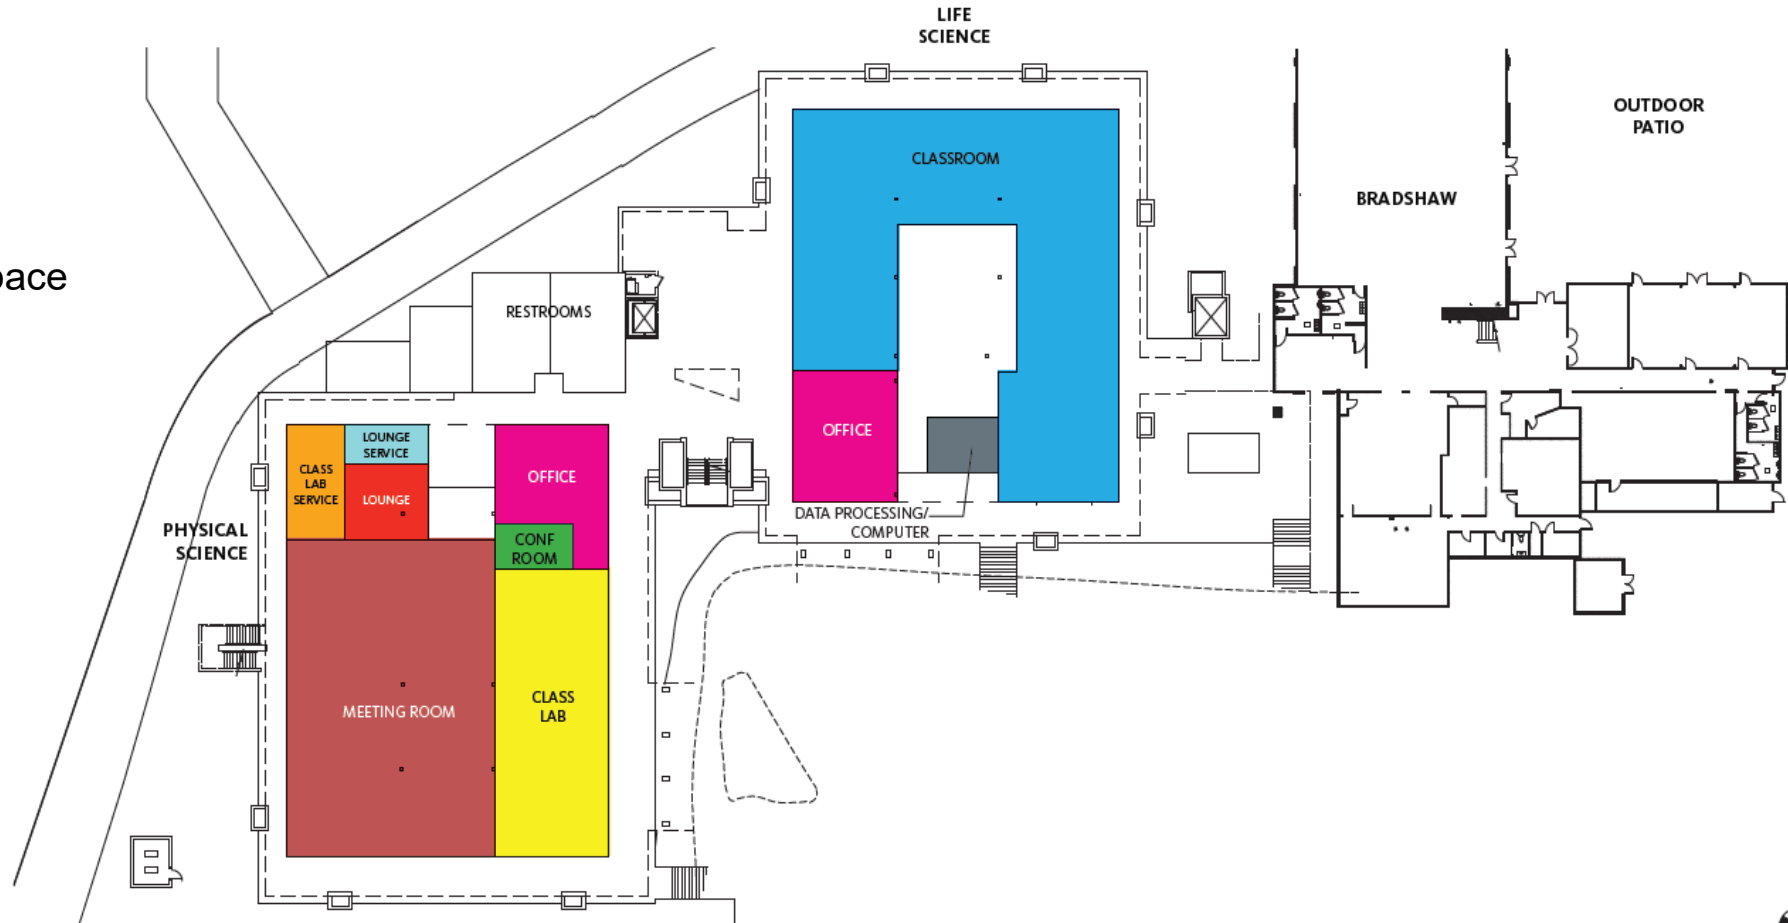 LIFE
SCIENCE
OUTDOOR
PATIO
CLASSROOM
BRADSHAW
RESTROOMS
OFFICE
LOUNGE
SERVICE
CLASS
LAB
SERVICE
LOUNGE
OFFICE
DATA PROCESSING/
COMPUTER
PHYSICAL
SCIENCE
CONF
ROOM
MEETING ROOM
CLASS
LAB